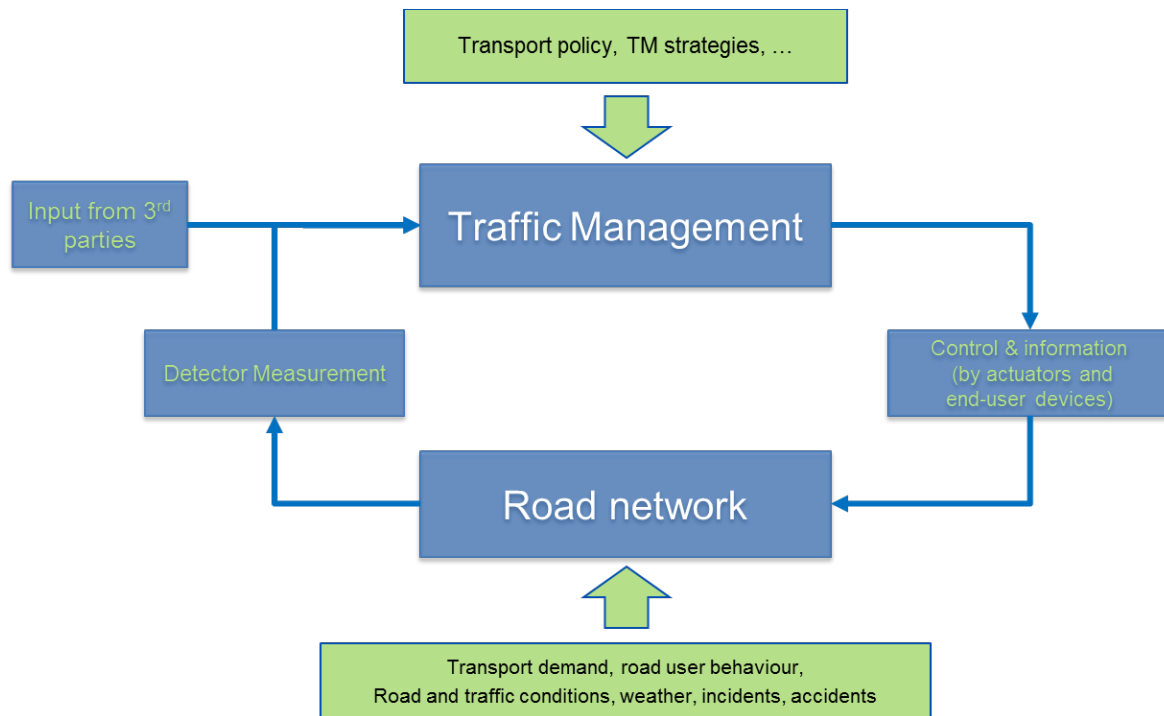 Transport policy, TM strategies, …
Input from 3rd
parties
Traffic Management
Detector Measurement
Control & information
(by actuators and
end-user devices)
Road network
Transport demand, road user behaviour,
Road and traffic conditions, weather, incidents, accidents